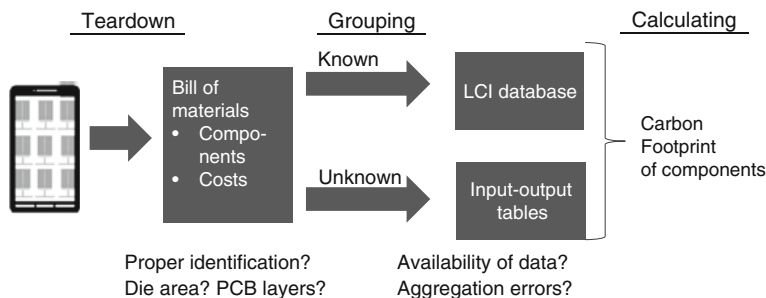 Teardown
Grouping
Calculating
Bill of
materials
• Compo-
nents
• Costs
Known
Unknown
LCI database
Input-output
tables
Carbon
Footprint
of components
Proper identification?
Die area? PCB layers?
Availability of data?
Aggregation errors?